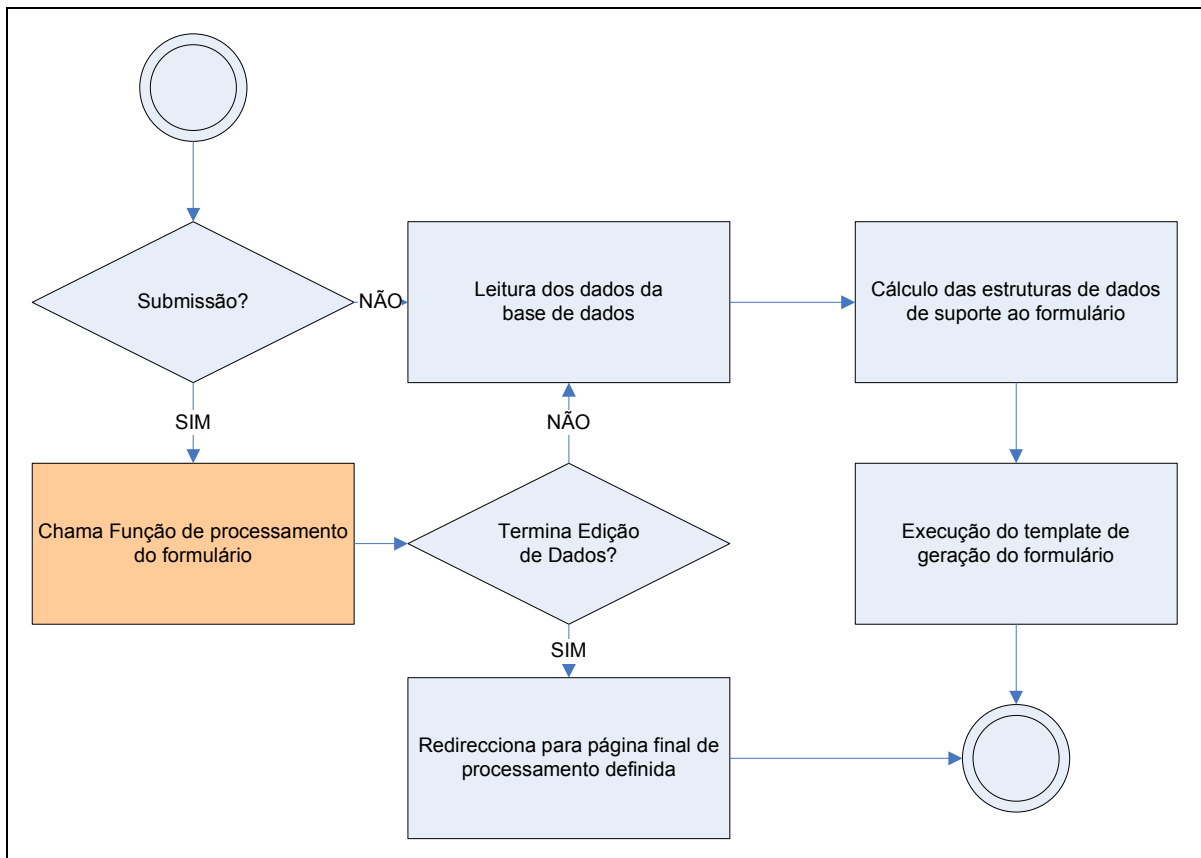 Submissão?
NÃO
Leitura dos dados da
base de dados
Cálculo das estruturas de dados
de suporte ao formulário
SIM
NÃO
Chama Função de processamento
do formulário
Termina Edição
de Dados?
Execução do template de
geração do formulário
SIM
Redirecciona para página final de
processamento definida